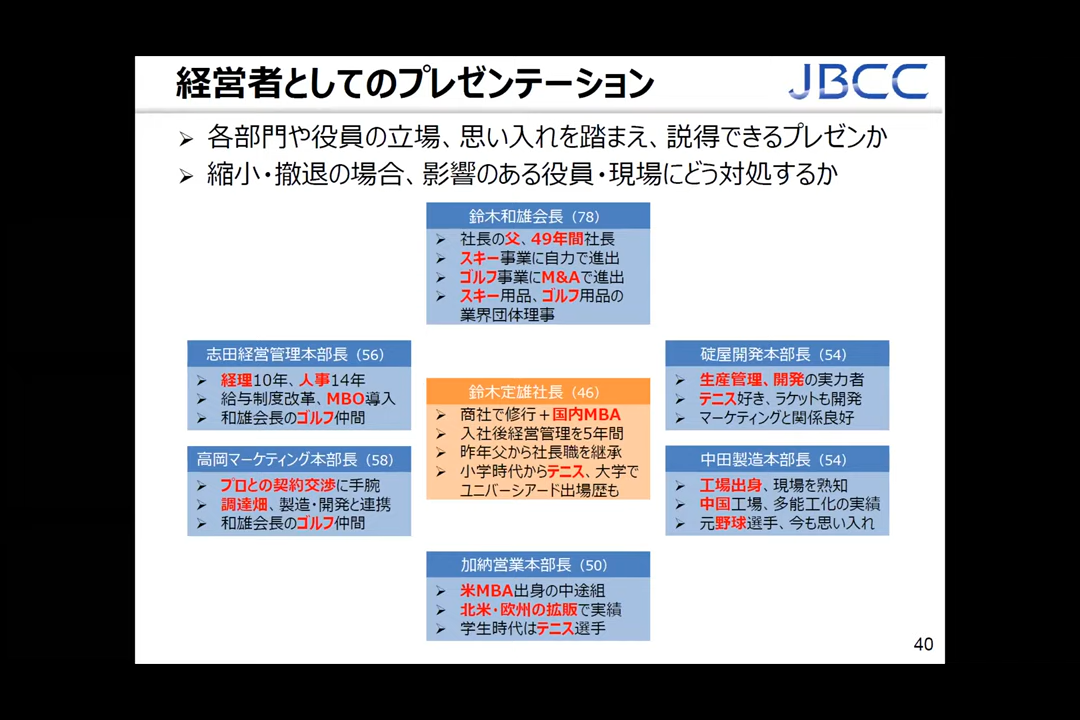 経営者としてのプレゼンテーション
JBCC
➢ 各部門や役員の立場、思い入れを踏まえ、説得できるプレゼンか
➢ 縮小・撤退の場合、影響のある役員・現場にどう対処するか
鈴木和雄会長（78）
➢ 社長の父、49年間社長
➢ スキー事業に自力で進出
➢ ゴルフ事業にM&Aで進出
➢ スキー用品、ゴルフ用品の
業界団体理事
志田経営管理本部長（56）
➢ 経理10年、人事14年
➢ 給与制度改革、MBO導入
➢ 和雄会長のゴルフ仲間
高岡マーケティング本部長（58）
➢ プロとの契約交渉に手腕
➢ 調達畑、製造・開発と連携
➢ 和雄会長のゴルフ仲間
鈴木定雄社長（46）
➢ 商社で修行＋国内MBA
➢ 入社後経営管理を5年間
➢ 昨年父から社長職を継承
➢ 小学時代からテニス、大学で
ユニバーシアード出場歴も
碇屋開発本部長（54）
➢ 生産管理、開発の実力者
➢ テニス好き、ラケットも開発
➢ マーケティングと関係良好
中田製造本部長（54）
➢ 工場出身、現場を熟知
➢ 中国工場、多能工化の実績
➢ 元野球選手、今も思い入れ
加納営業本部長（50）
➢ 米MBA出身の中途組
➢ 北米・欧州の拡販で実績
➢ 学生時代はテニス選手
40